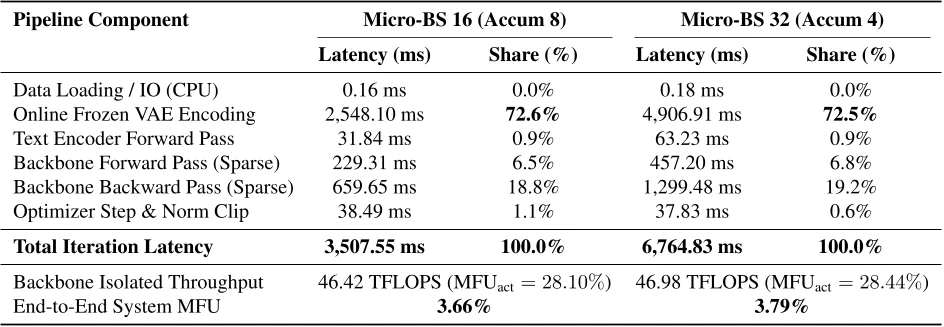 Pipeline Component Micro-BS 16 (Accum 8) Micro-BS 32 (Accum 4)
Latency (ms) Share (%) Latency (ms) Share (%)
Data Loading / IO (CPU) 0.16 ms 0.0% 0.18 ms 0.0%
Online Frozen VAE Encoding 2,548.10 ms 72.6% 4,906.91 ms 72.5%
Text Encoder Forward Pass 31.84 ms 0.9% 63.23 ms 0.9%
Backbone Forward Pass (Sparse) 229.31 ms 6.5% 457.20 ms 6.8%
Backbone Backward Pass (Sparse) 659.65 ms 18.8% 1,299.48 ms 19.2%
Optimizer Step & Norm Clip 38.49 ms 1.1% 37.83 ms 0.6%
Total Iteration Latency 3,507.55 ms 100.0% 6,764.83 ms 100.0%
Backbone Isolated Throughput 46.42 TFLOPS (MFUact = 28.10%) 46.98 TFLOPS (MFUact = 28.44%)
End-to-End System MFU 3.66% 3.79%